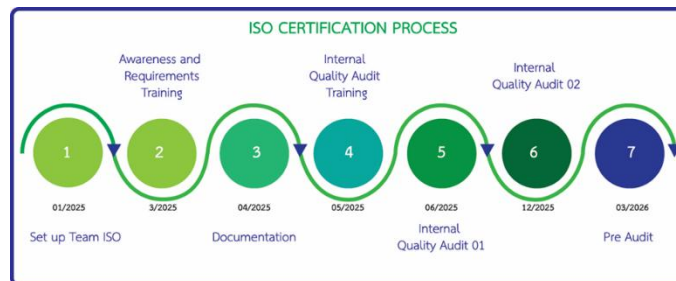 ISO CERTIFICATION PROCESS
Awareness and
Requirements
Training
Internal
Quality Audit
Training
Internal
Quality Audit 02
1
2
3
4
5
6
7
01/2025
3/2025
04/2025
05/2025
06/2025
12/2025
03/2026
Set up Team ISO
Documentation
Internal
Quality Audit 01
Pre Audit